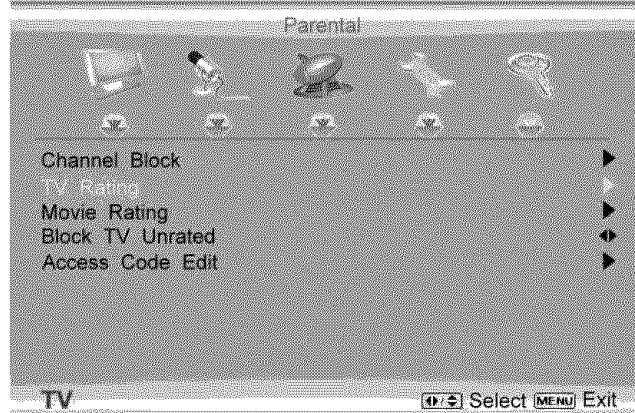 Parental
Channel Block
TV Rating
Movie Rating
Block TV Unrated
Access Code Edit
TV Select MENU Exit